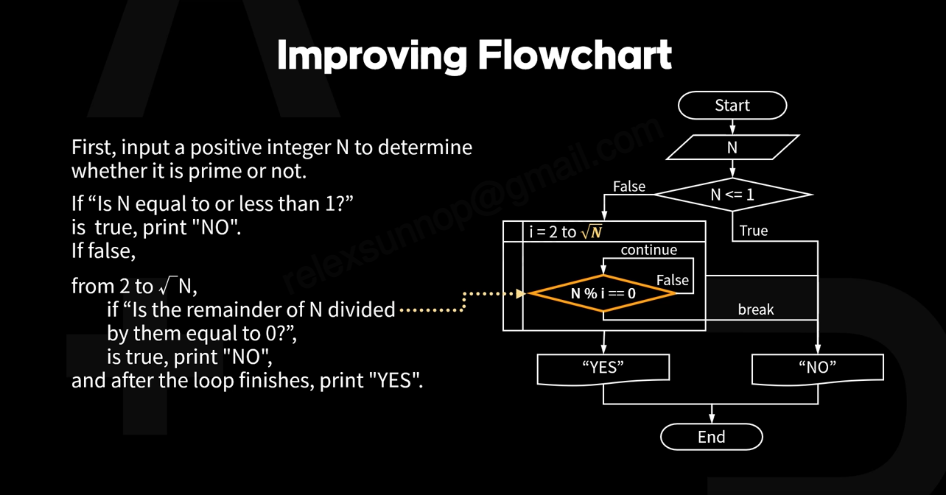 Improving Flowchart
First, input a positive integer N to determine
whether it is prime or not.
If “Is N equal to or less than 1?”
is true, print "NO".
If false,
from 2 to √ N,
if “Is the remainder of N divided
by them equal to 0?”,
is true, print "NO",
and after the loop finishes, print "YES".
Start
N
N <= 1
False
True
i = 2 to √N
continue
False
N % i == 0
break
“YES”
“NO”
End
relexsunnop@gmail.com